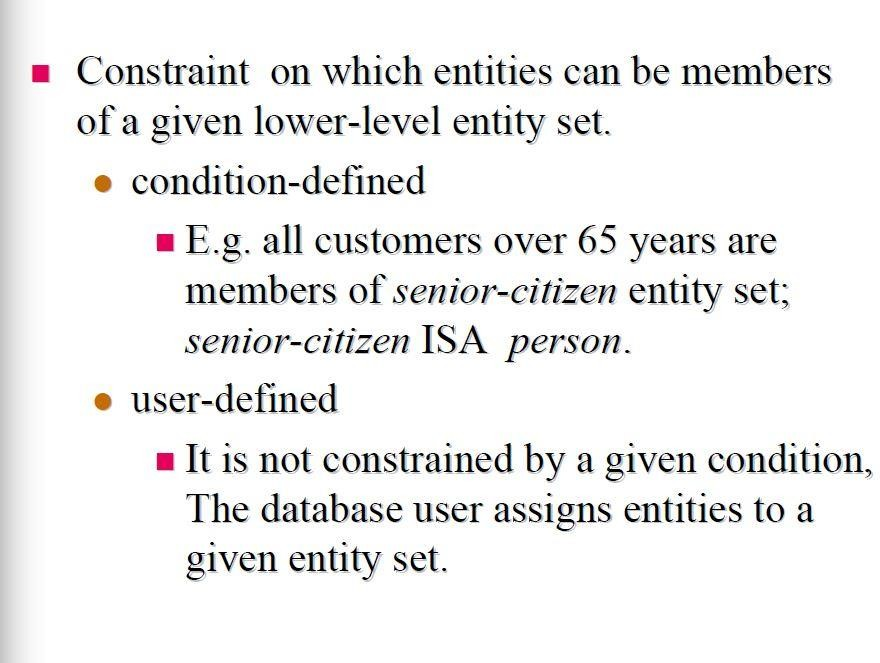 Constraint on which entities can be members
of a given lower-level entity set.
condition-defined
E.g. all customers over 65 years are
members of senior-citizen entity set;
senior-citizen ISA person.
user-defined
It is not constrained by a given condition,
The database user assigns entities to a
given entity set.